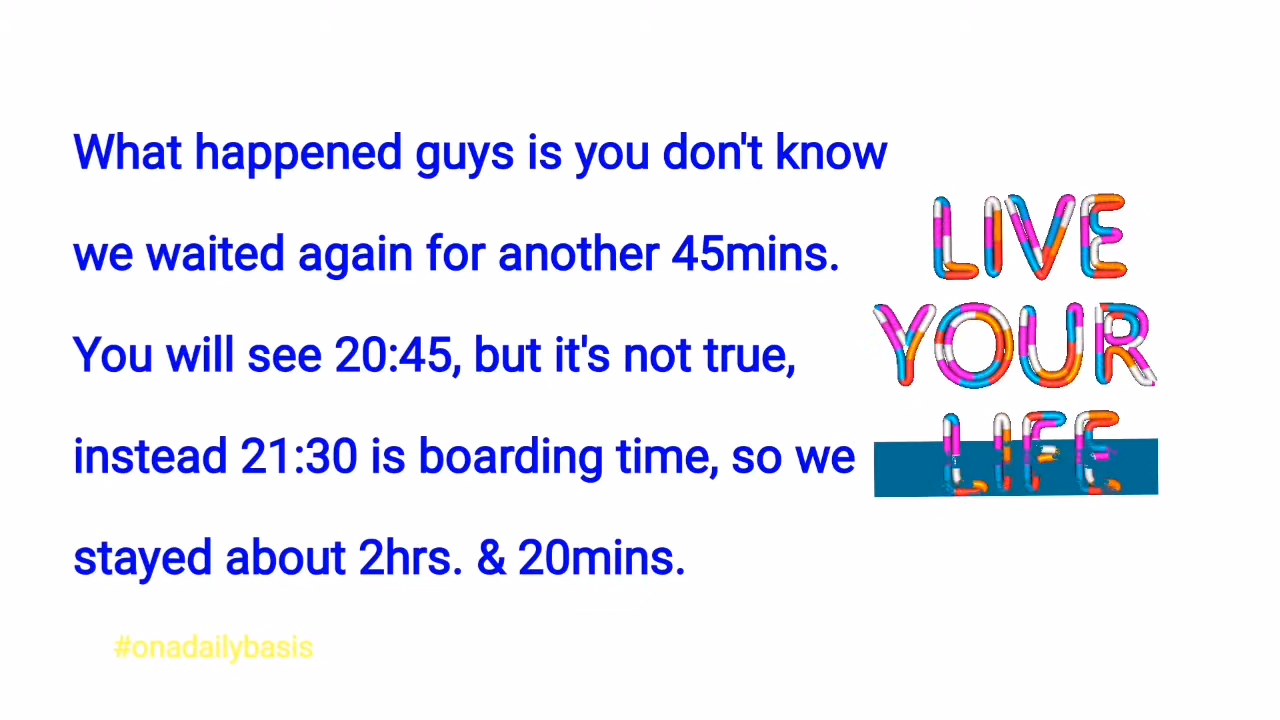 What happened guys is you don't know
we waited again for another 45mins.
You will see 20:45, but it's not true,
instead 21:30 is boarding time, so we
stayed about 2hrs. & 20mins.
LIVE
YOUR
LIFE
#onadailybasis